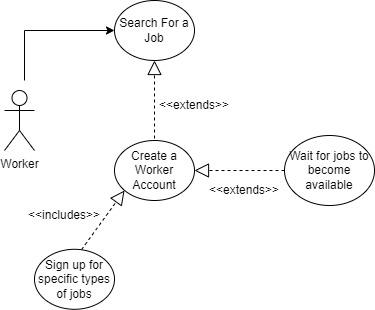 Search For a
Job
<<extends>>
Worker
Create a
Worker
Account
Wait for jobs to
become
available
<<extends>>
<<includes>>
Sign up for
specific types
of jobs